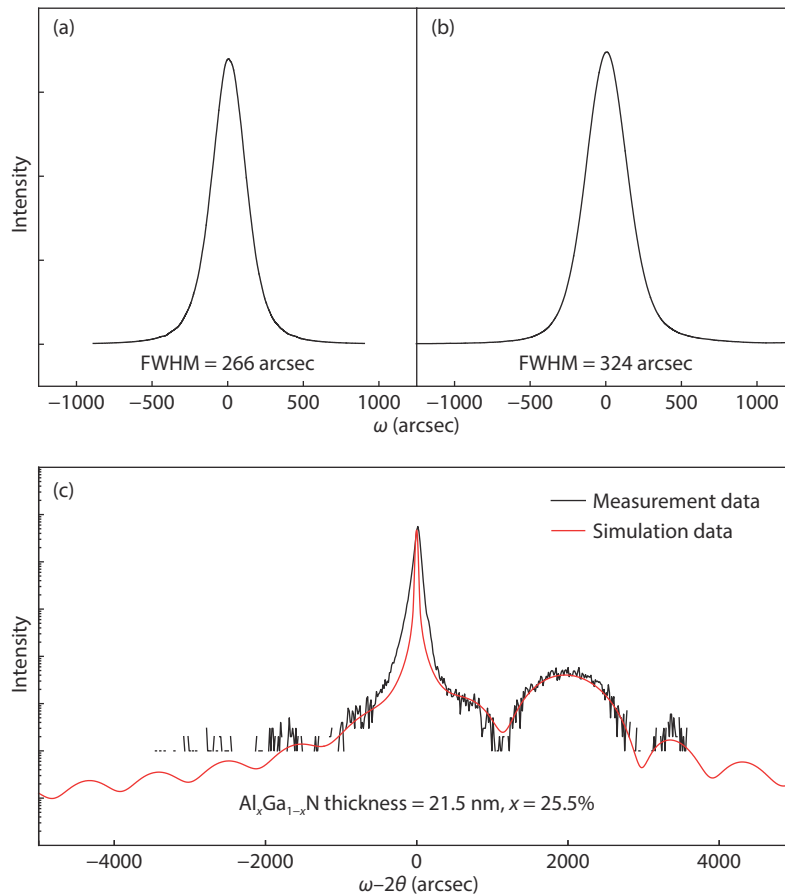 (a)
(b)
Intensity
FWHM = 266 arcsec
FWHM = 324 arcsec
−1000 −500 0 500 1000
−1000 −500 0 500 1000
ω (arcsec)
(c)
Measurement data
Simulation data
Intensity
AlₓGa₁₋ₓN thickness = 21.5 nm, x = 25.5%
−4000 −2000 0 2000 4000
ω−2θ (arcsec)